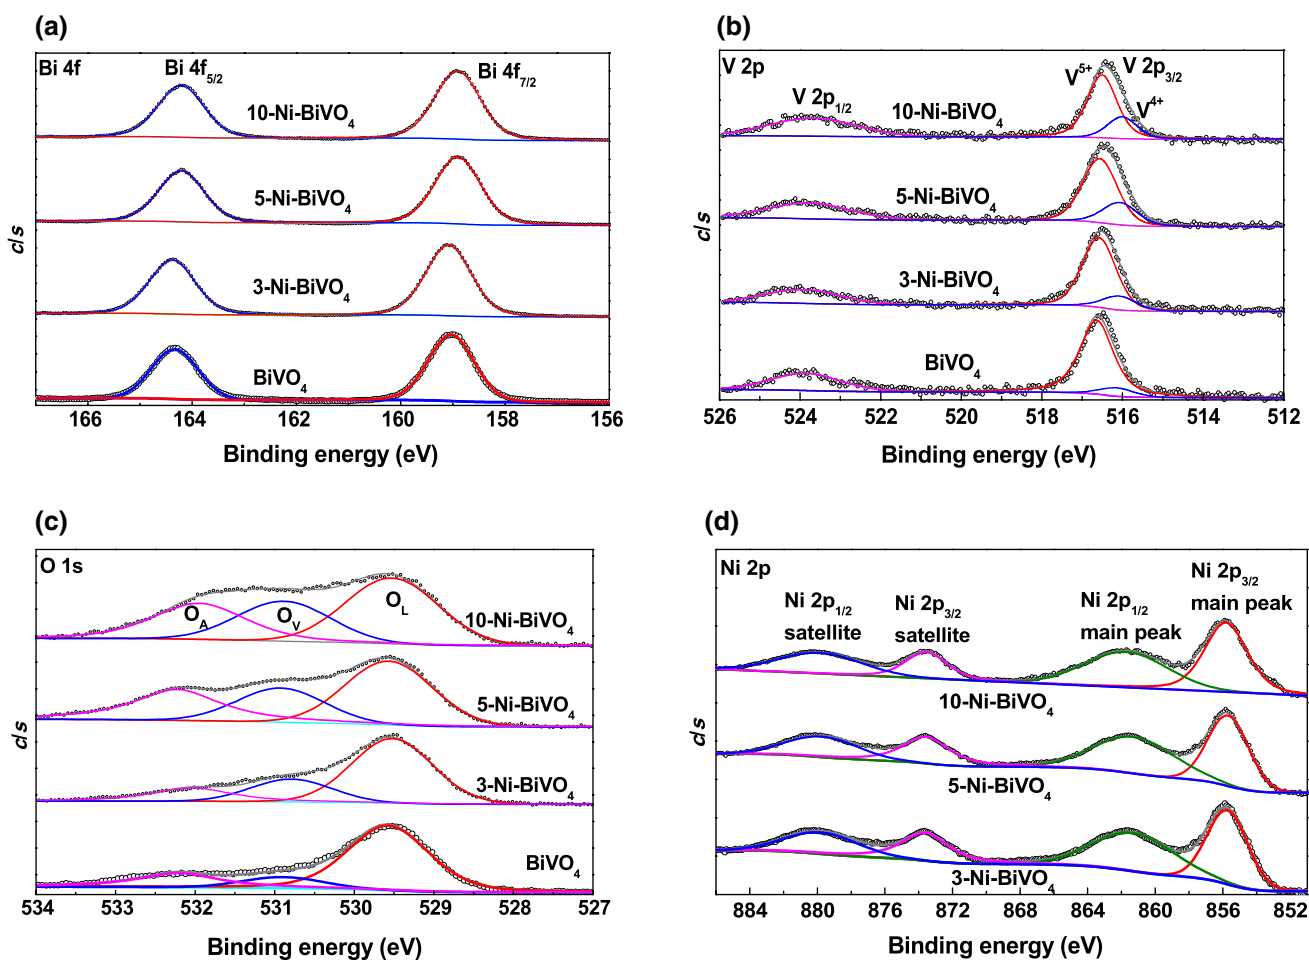 (a)
Bi 4f
Bi 4f5/2
Bi 4f7/2
10-Ni-BiVO4
5-Ni-BiVO4
3-Ni-BiVO4
BiVO4
c/s
166 164 162 160 158 156
Binding energy (eV)
(b)
V 2p
V 2p1/2
V5+
V 2p3/2
V4+
10-Ni-BiVO4
5-Ni-BiVO4
3-Ni-BiVO4
BiVO4
c/s
526 524 522 520 518 516 514 512
Binding energy (eV)
(c)
O 1s
OA
OV
OL
10-Ni-BiVO4
5-Ni-BiVO4
3-Ni-BiVO4
BiVO4
c/s
534 533 532 531 530 529 528 527
Binding energy (eV)
(d)
Ni 2p
Ni 2p1/2
satellite
Ni 2p3/2
satellite
Ni 2p1/2
main peak
Ni 2p3/2
main peak
10-Ni-BiVO4
5-Ni-BiVO4
3-Ni-BiVO4
c/s
884 880 876 872 868 864 860 856 852
Binding energy (eV)